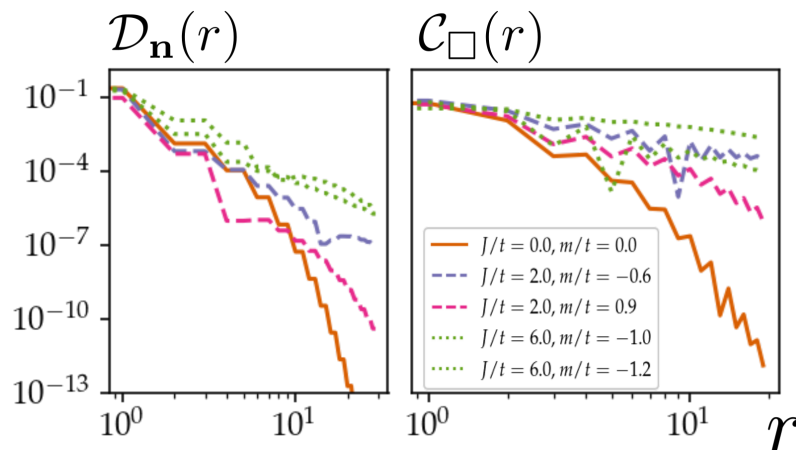 𝒟ₙ(r)
𝒞□(r)
10⁻¹
10⁻⁴
10⁻⁷
10⁻¹⁰
10⁻¹³
J/t = 0.0, m/t = 0.0
J/t = 2.0, m/t = −0.6
J/t = 2.0, m/t = 0.9
J/t = 6.0, m/t = −1.0
J/t = 6.0, m/t = −1.2
10⁰ 10¹ 10⁰ 10¹ r